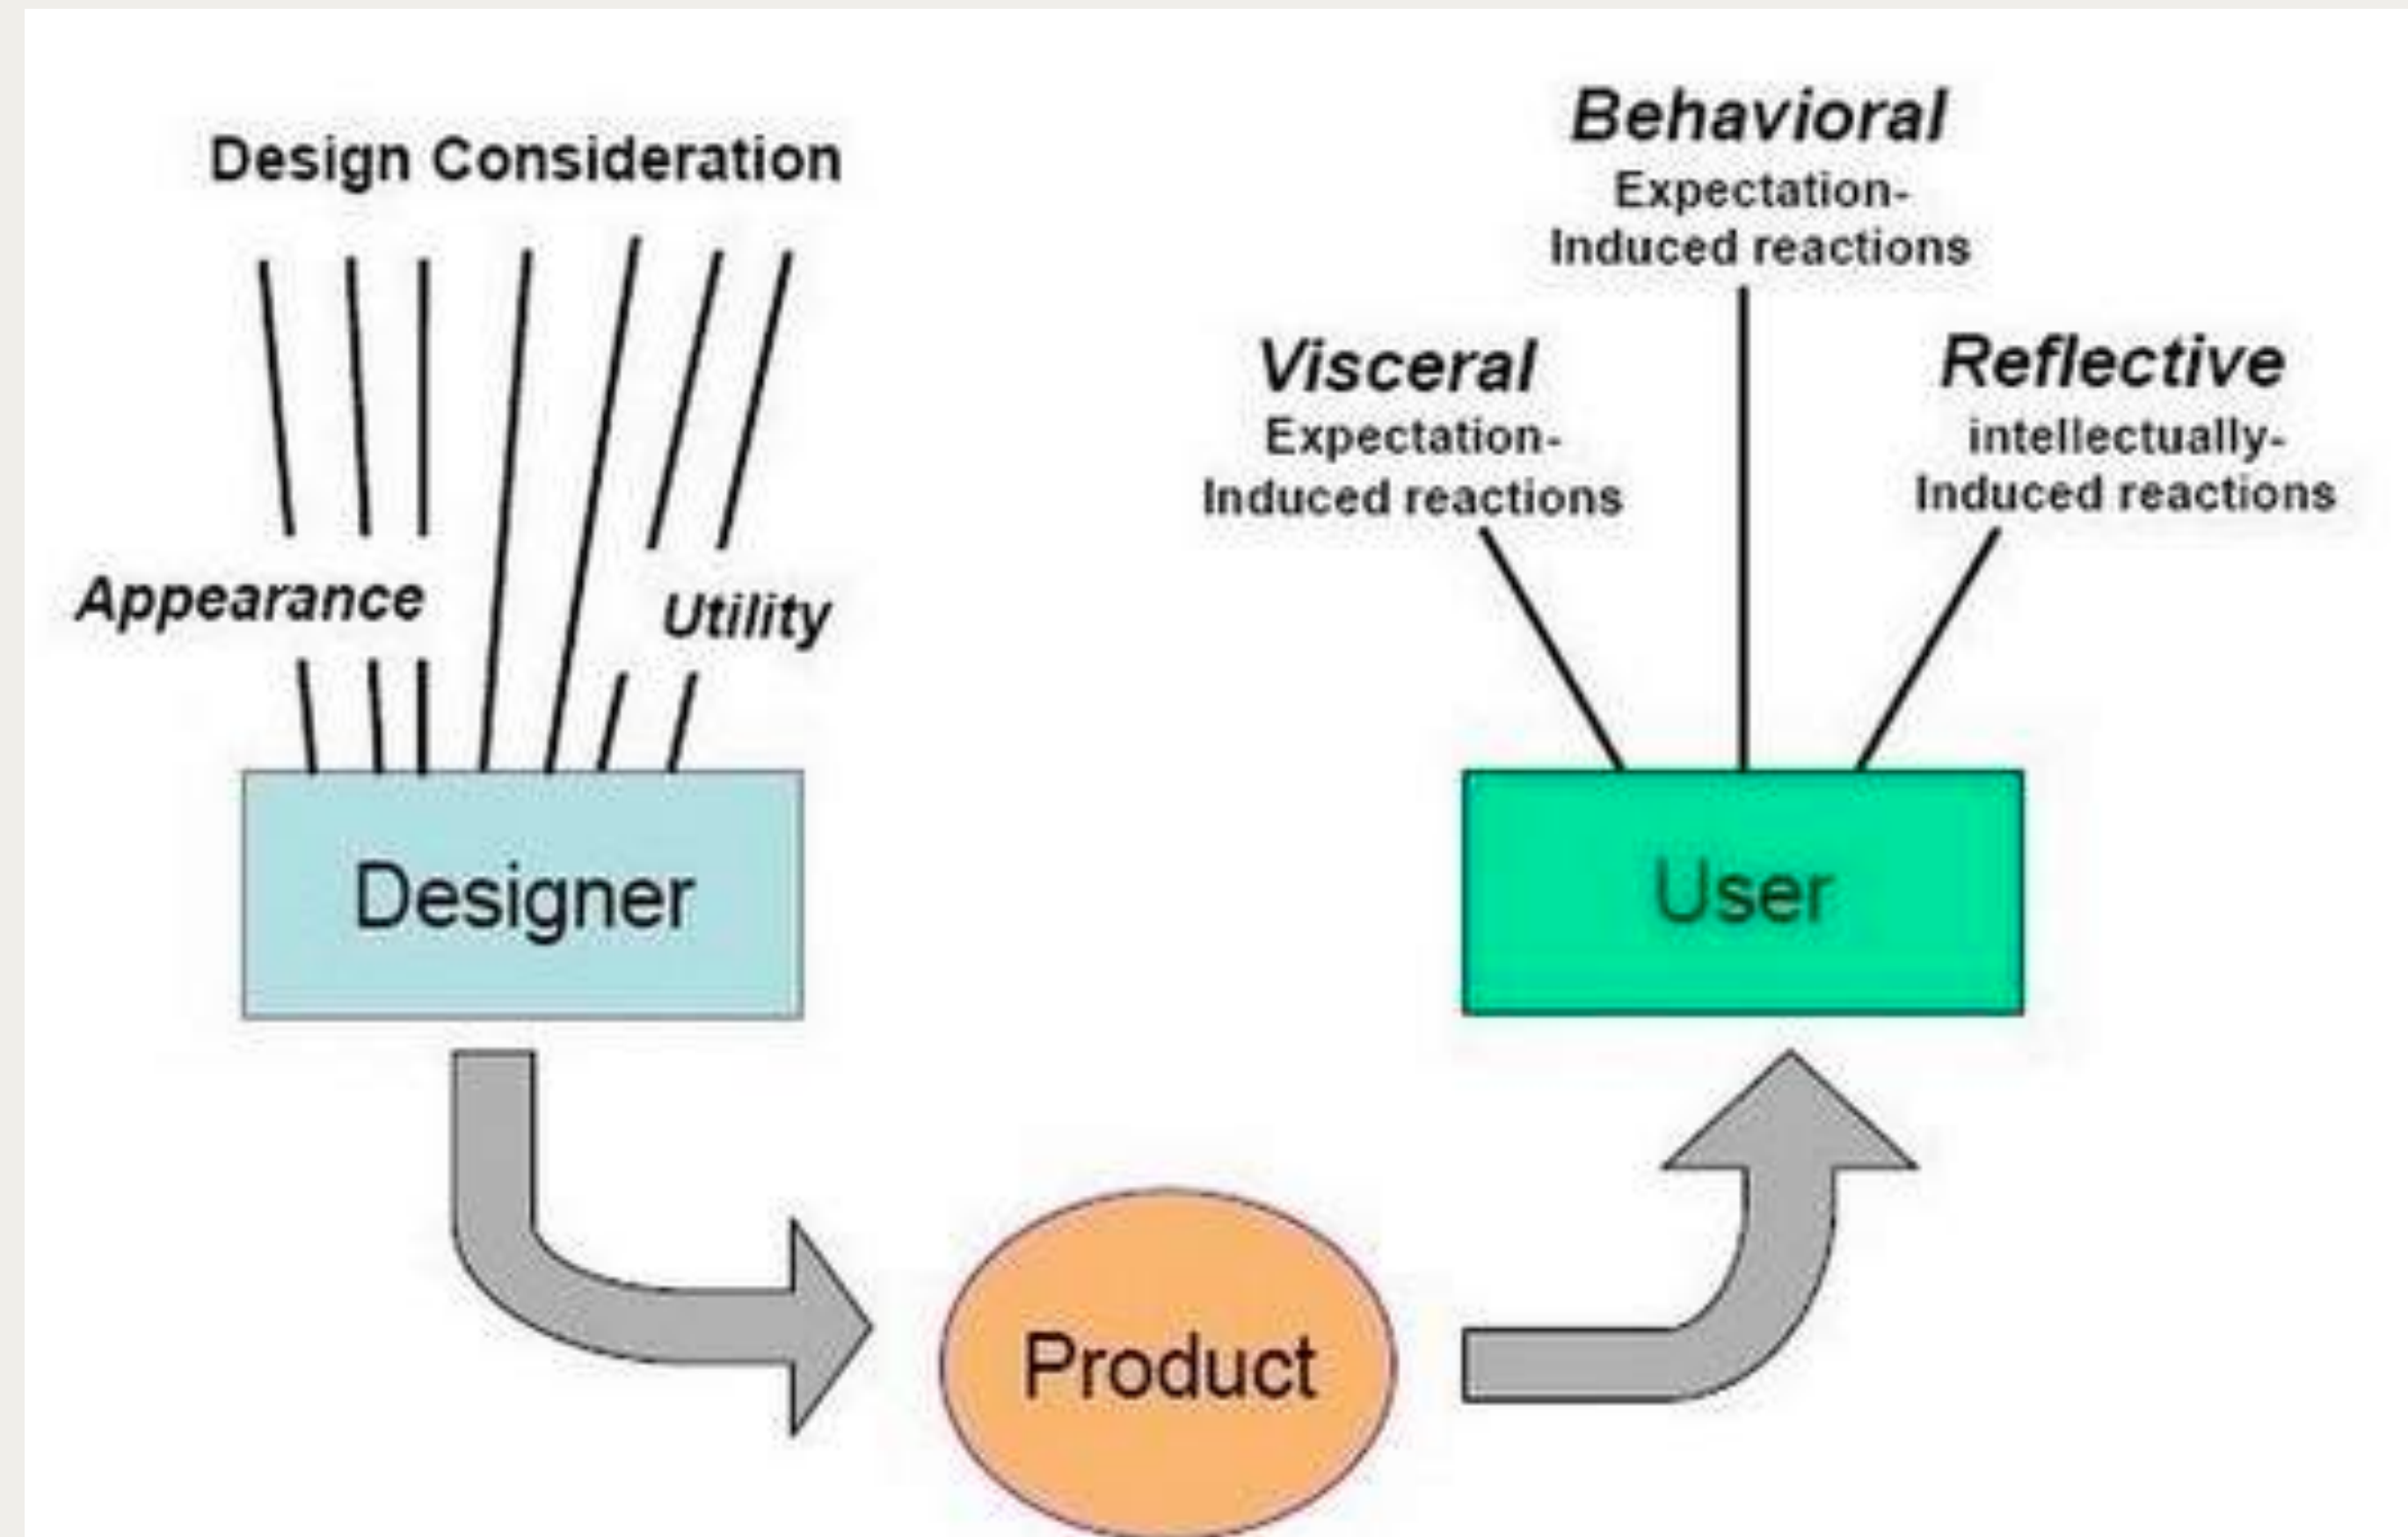 Design Consideration
Appearance
Utility
Designer
Behavioral
Expectation-
Induced reactions
Visceral
Expectation-
Induced reactions
Reflective
intellectually-
Induced reactions
User
Product